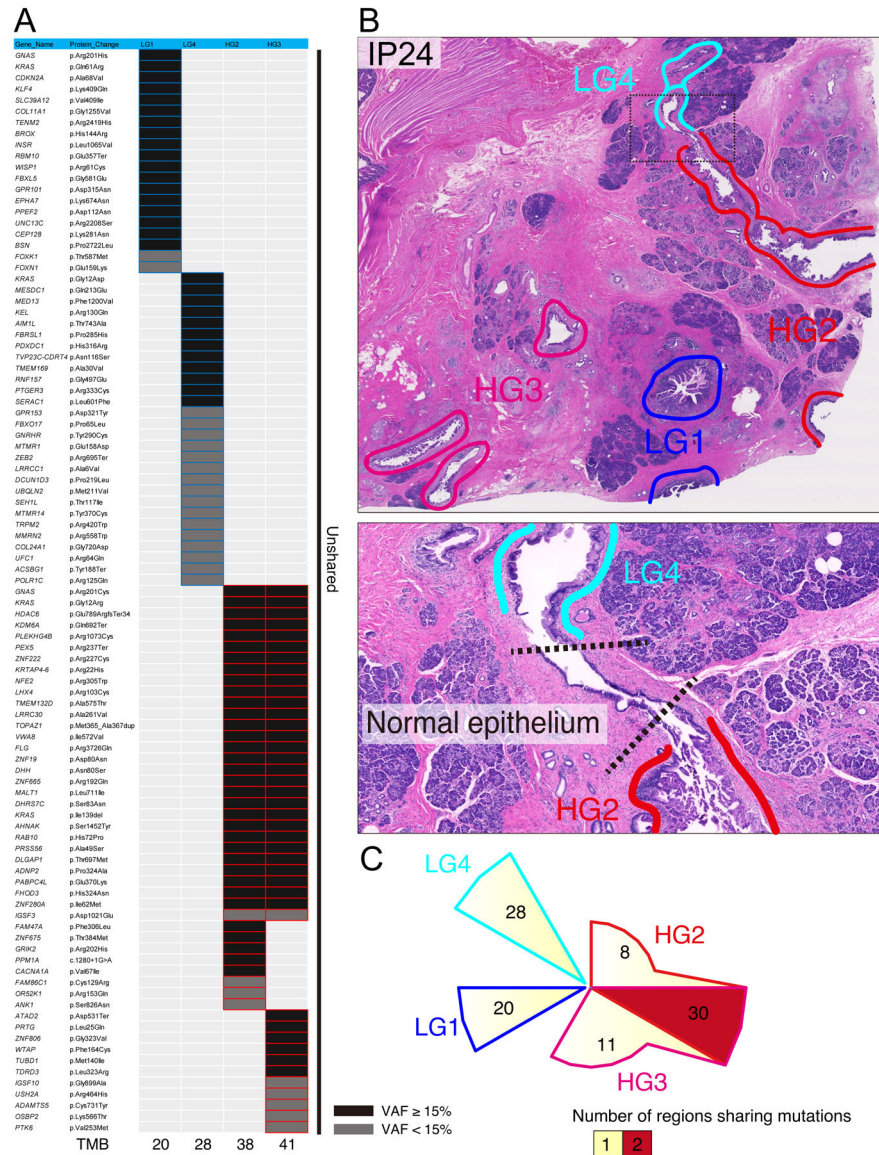 A
Gene_Name Protein_Change LG1 LG4 HG2 HG3
GNAS p.Arg201His
KRAS p.Gln61Arg
CDKN2A p.Ala68Val
KLF4 p.Lys409Gln
SLC39A12 p.Val409Ile
COL11A1 p.Gly1255Val
TENM2 p.Arg2419His
BROX p.His144Arg
INSR p.Leu1065Val
RBM10 p.Glu357Ter
WISP1 p.Arg61Cys
FBXL5 p.Gly581Glu
GPR101 p.Asp315Asn
EPHA7 p.Lys674Asn
PPEF2 p.Asp112Asn
UNC13C p.Arg2208Ser
CEP128 p.Lys281Asn
BSN p.Pro2722Leu
FOXK1 p.Thr587Met
FOXN1 p.Glu159Lys
KRAS p.Gly12Asp
MESDC1 p.Gln213Glu
MED13 p.Phe1200Val
KEL p.Arg130Gln
AIM1L p.Thr743Ala
FBRSL1 p.Pro285His
PDXDC1 p.His316Arg
TVP23C-CDRT4 p.Asn116Ser
TMEM169 p.Ala30Val
RNF157 p.Gly497Glu
PTGER3 p.Arg333Cys
SERAC1 p.Leu601Phe
GPR153 p.Asp321Tyr
FBXO17 p.Pro65Leu
GNRHR p.Tyr290Cys
MTMR1 p.Glu158Asp
ZEB2 p.Arg695Ter
LRRCC1 p.Ala6Val
DCUN1D3 p.Pro219Leu
UBQLN2 p.Met211Val
SEH1L p.Thr117Ile
MTMR14 p.Tyr370Cys
TRPM2 p.Arg420Trp
MMRN2 p.Arg558Trp
COL24A1 p.Gly720Asp
UFC1 p.Arg64Gln
ACSBG1 p.Tyr188Ter
POLR1C p.Arg125Gln
GNAS p.Arg201Cys
KRAS p.Gly12Arg
HDAC6 p.Glu789ArgfsTer34
KDM6A p.Gln692Ter
PLEKHG4B p.Arg1073Cys
PEX5 p.Arg237Ter
ZNF222 p.Arg227Cys
KRTAP4-6 p.Arg22His
NFE2 p.Arg305Trp
LHX4 p.Arg103Cys
TMEM132D p.Ala575Thr
LRRC30 p.Ala261Val
TOPAZ1 p.Met365_Ala367dup
VWA8 p.Ile572Val
FLG p.Arg3726Gln
ZNF19 p.Asp80Asn
DHH p.Asn80Ser
ZNF665 p.Arg192Gln
MALT1 p.Leu711Ile
DHRS7C p.Ser83Asn
KRAS p.Ile139del
AHNAK p.Ser1452Tyr
RAB10 p.His72Pro
PRSS56 p.Ala49Ser
DLGAP1 p.Thr697Met
ADNP2 p.Pro324Ala
PABPC4L p.Glu370Lys
FHOD3 p.His324Asn
ZNF280A p.Ile62Met
IGSF3 p.Asp1021Glu
FAM47A p.Phe306Leu
ZNF675 p.Thr384Met
GRIK2 p.Arg202His
PPM1A c.1280+1G>A
CACNA1A p.Val67Ile
FAM86C1 p.Cys129Arg
OR52K1 p.Arg153Gln
ANK1 p.Ser826Asn
ATAD2 p.Asp531Ter
PRTG p.Leu25Gln
ZNF806 p.Gly323Val
WTAP p.Phe164Cys
TUBD1 p.Met140Ile
TDRD3 p.Leu323Arg
IGSF10 p.Gly899Ala
USH2A p.Arg464His
ADAMTS5 p.Cys731Tyr
OSBP2 p.Lys566Thr
PTK6 p.Val253Met
TMB 20 28 38 41
Unshared
VAF ≥ 15%
VAF < 15%
B
IP24
LG4
HG2
HG3
LG1
LG4
Normal epithelium
HG2
C
LG4
28
HG2
8
20
30
LG1
11
HG3
Number of regions sharing mutations
1 2